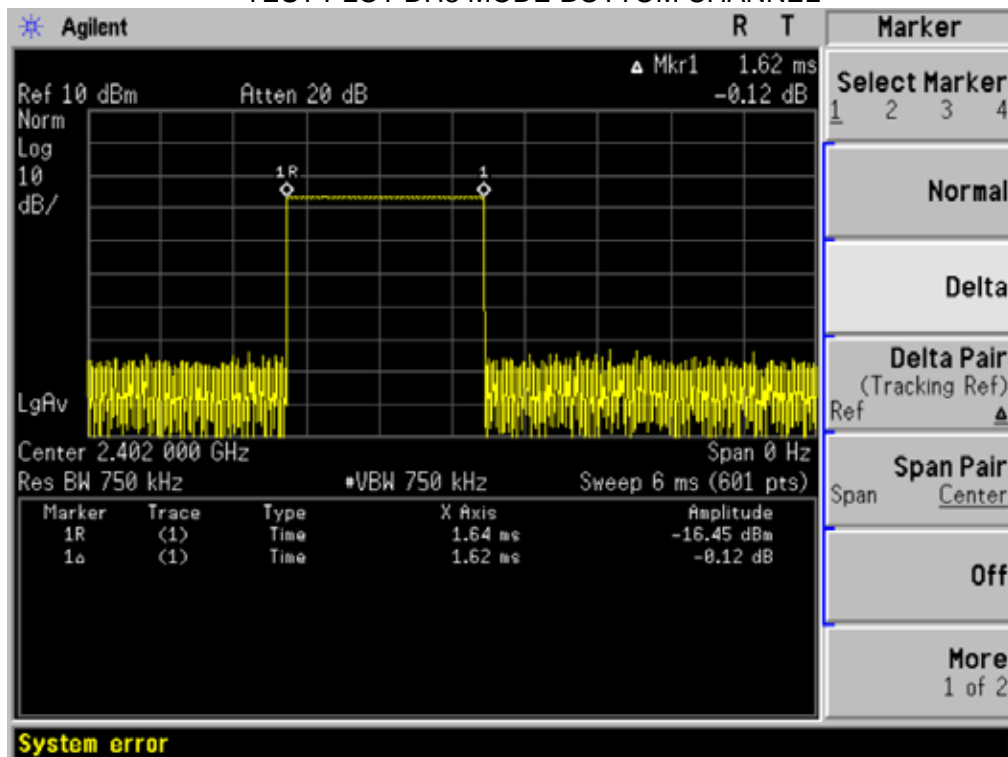 Agilent R T Marker
Mkr1 1.62 ms
Ref 10 dBm Atten 20 dB -0.12 dB
Norm
Log
10
dB/
1R 1
LgAv
Center 2.402 000 GHz Span 0 Hz
Res BW 750 kHz #VBW 750 kHz Sweep 6 ms (601 pts)
Marker Trace Type X Axis Amplitude
1R (1) Time 1.64 ms -16.45 dBm
1Δ (1) Time 1.62 ms -0.12 dB
Select Marker
1 2 3 4
Normal
Delta
Delta Pair
(Tracking Ref)
Ref Δ
Span Pair
Span Center
Off
More
1 of 2
System error